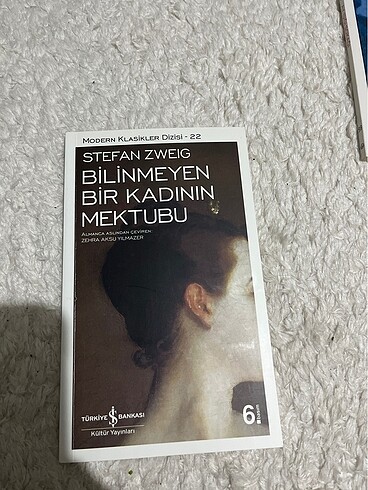 MODERN KLASİKLER DİZİSİ - 22
STEFAN ZWEIG
BİLİNMEYEN
BİR KADININ
MEKTUBU
ALMANCA ASLINDAN ÇEVİREN:
ZEHRA AKSU YILMAZER
TÜRKİYE İŞ BANKASI
Kültür Yayınları
6.
Basım